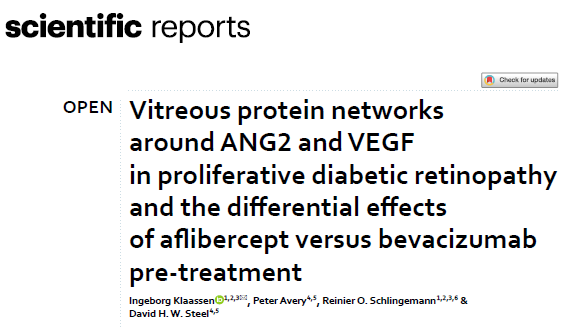 scientific reports
Check for updates
OPEN
Vitreous protein networks
around ANG2 and VEGF
in proliferative diabetic retinopathy
and the differential effects
of aflibercept versus bevacizumab
pre-treatment
Ingeborg Klaassen1,2,3✉, Peter Avery4,5, Reinier O. Schlingemann1,2,3,6 &
David H. W. Steel4,5